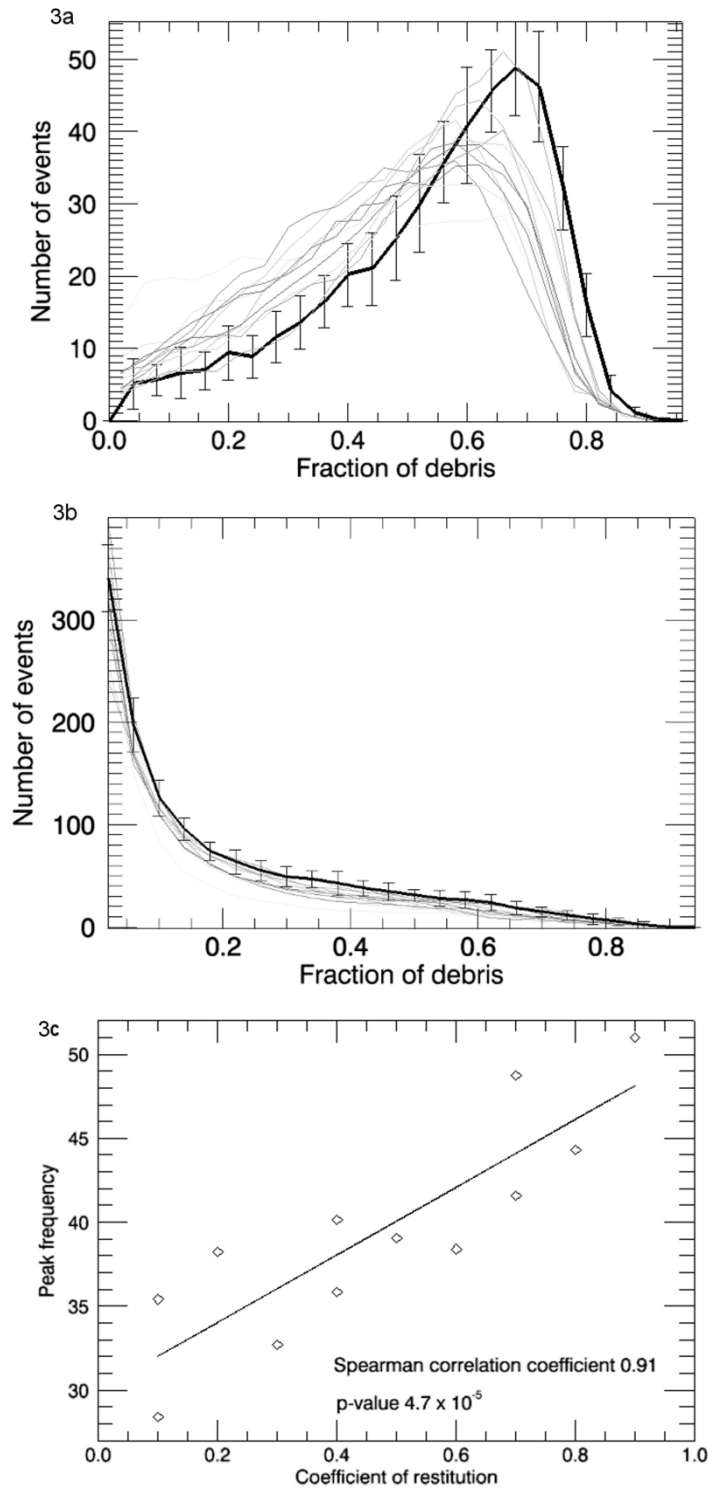 3a
50
40
30
20
10
0
Number of events
0.0 0.2 0.4 0.6 0.8
Fraction of debris
3b
300
200
100
0
Number of events
0.2 0.4 0.6 0.8
Fraction of debris
3c
50
45
40
35
30
Peak frequency
Spearman correlation coefficient 0.91
p-value 4.7 x 10⁻⁵
0.0 0.2 0.4 0.6 0.8 1.0
Coefficient of restitution